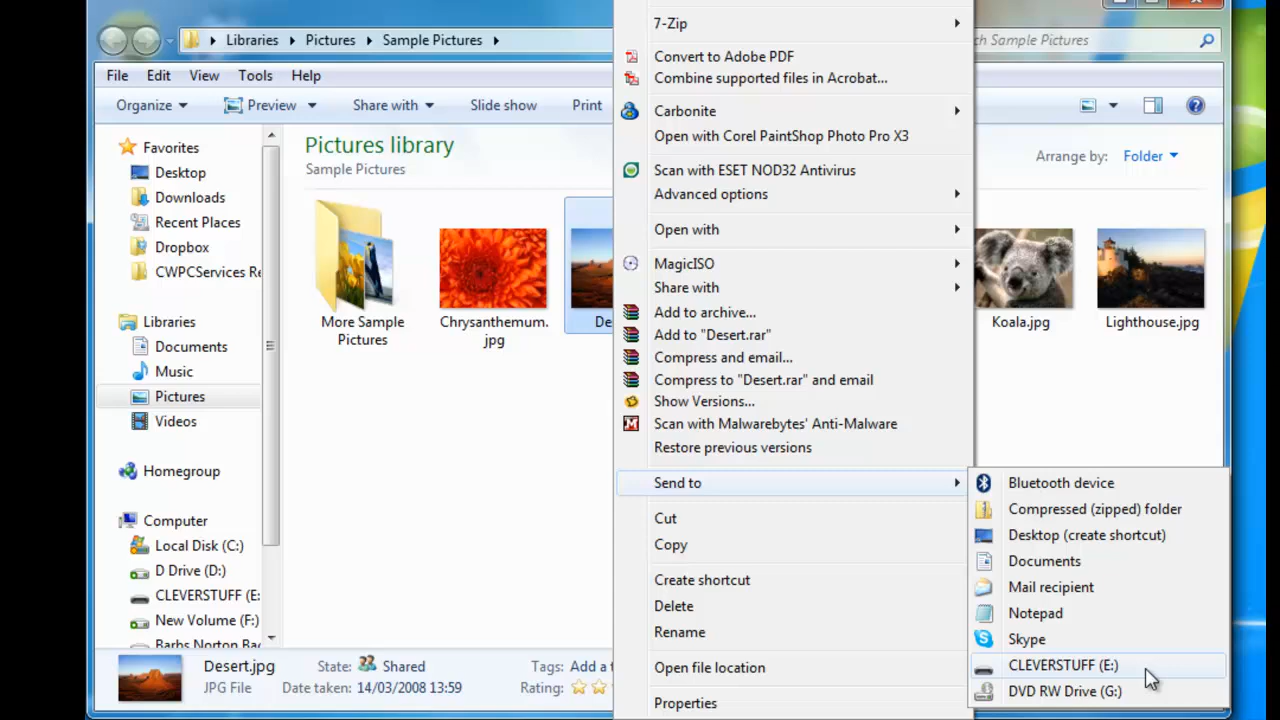 Libraries Pictures Sample Pictures
ch Sample Pictures
File Edit View Tools Help
Organize Preview Share with Slide show Print
Favorites
Desktop
Downloads
Recent Places
Dropbox
CWPCServices Re
Libraries
Documents
Music
Pictures
Videos
Homegroup
Computer
Local Disk (C:)
D Drive (D:)
CLEVERSTUFF (E:
New Volume (F:)
Barbs Norton Bac
Pictures library
Sample Pictures
Arrange by: Folder
More Sample
Pictures
Chrysanthemum.
jpg
De
Koala.jpg
Lighthouse.jpg
7-Zip
Convert to Adobe PDF
Combine supported files in Acrobat...
Carbonite
Open with Corel PaintShop Photo Pro X3
Scan with ESET NOD32 Antivirus
Advanced options
Open with
MagicISO
Share with
Add to archive...
Add to "Desert.rar"
Compress and email...
Compress to "Desert.rar" and email
Show Versions...
Scan with Malwarebytes' Anti-Malware
Restore previous versions
Send to
Cut
Copy
Create shortcut
Delete
Rename
Open file location
Properties
Bluetooth device
Compressed (zipped) folder
Desktop (create shortcut)
Documents
Mail recipient
Notepad
Skype
CLEVERSTUFF (E:)
DVD RW Drive (G:)
Desert.jpg State: Shared Tags: Add a t
JPG File Date taken: 14/03/2008 13:59 Rating: